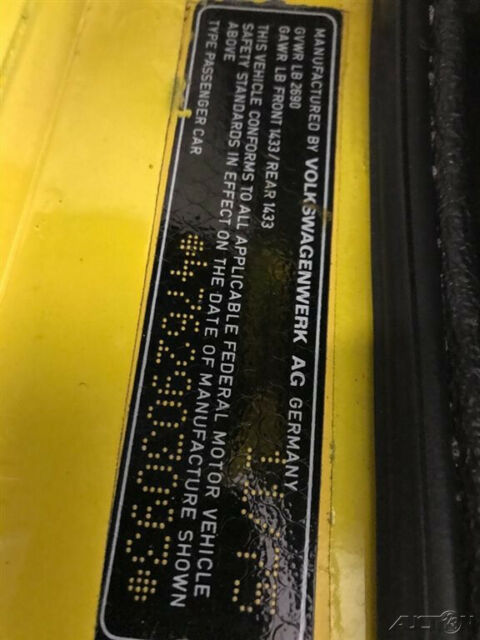 MANUFACTURED BY VOLKSWAGENWERK AG GERMANY
GVWR LB 2690
GAWR LB FRONT 1433/REAR 1433
THIS VEHICLE CONFORMS TO ALL APPLICABLE FEDERAL MOTOR VEHICLE
SAFETY STANDARDS IN EFFECT ON THE DATE OF MANUFACTURE SHOWN
ABOVE
TYPE PASSENGER CAR